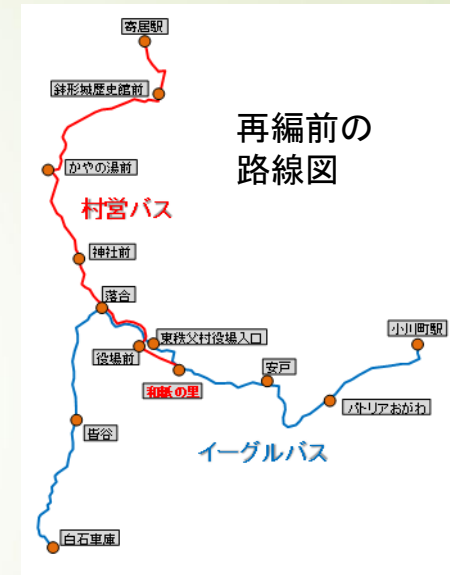 寄居駅
鉢形城歴史館前
再編前の
路線図
かやの湯前
村営バス
神社前
落合
小川町駅
東秩父村役場入口
役場前
安戸
和紙の里
パトリアおがわ
皆谷
イーグルバス
白石車庫